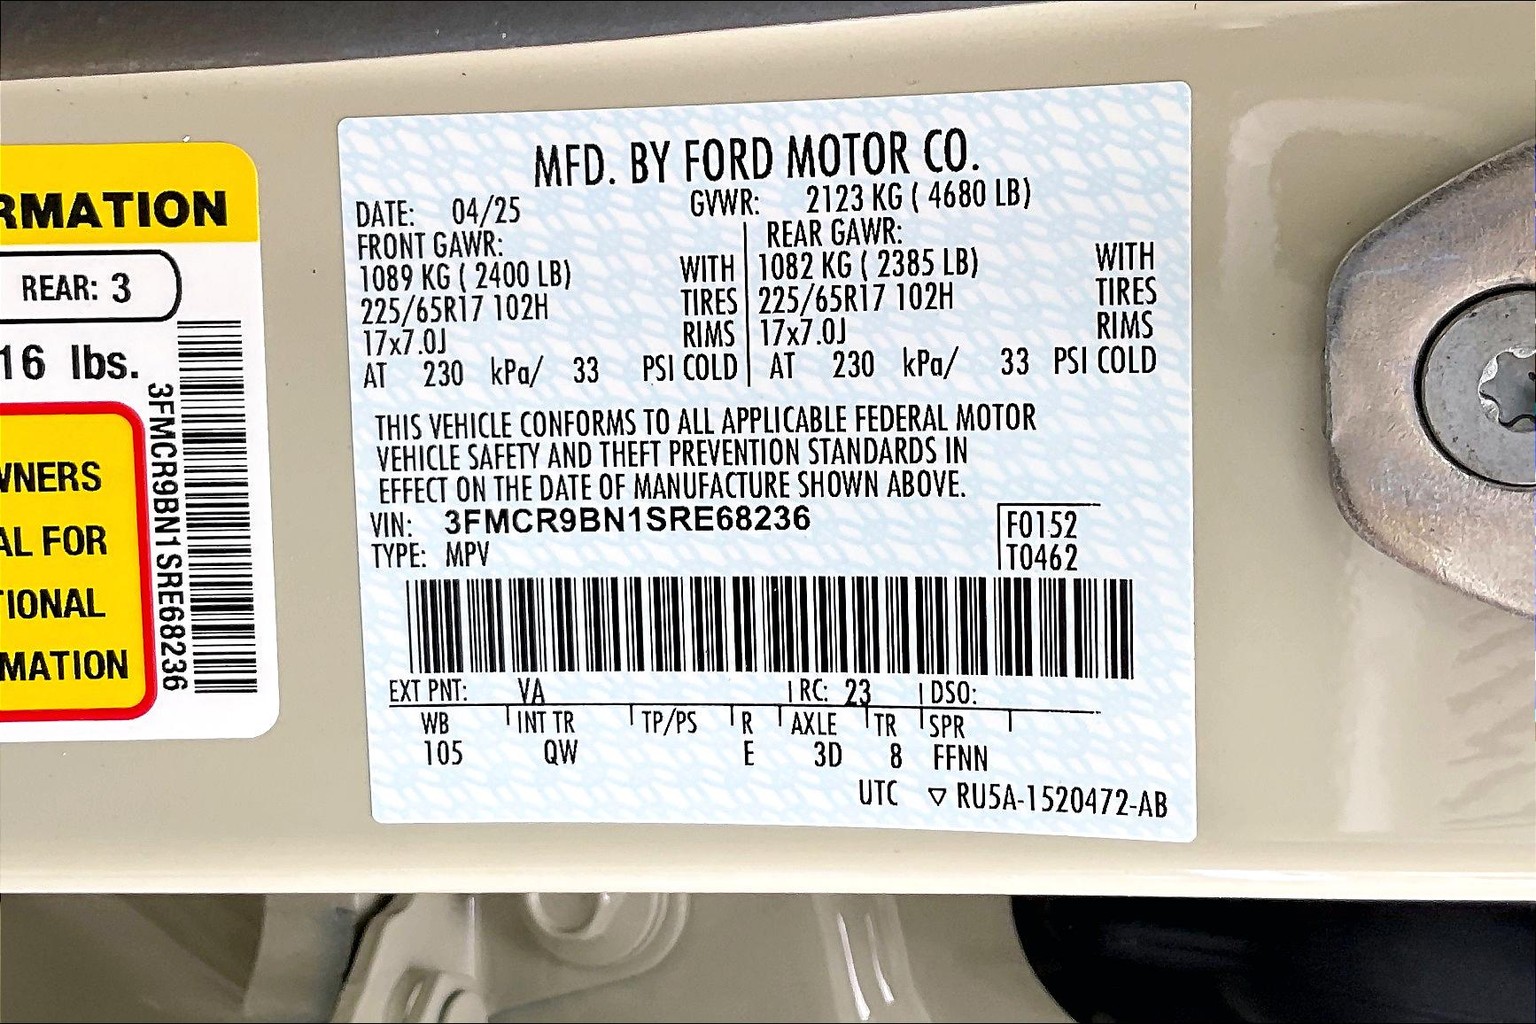 RMATION
REAR: 3
16 lbs.
WNERS
AL FOR
TIONAL
MATION
3FMCR9BN1SRE68236
MFD. BY FORD MOTOR CO.
DATE: 04/25 GVWR: 2123 KG ( 4680 LB)
FRONT GAWR: REAR GAWR:
1089 KG ( 2400 LB) WITH 1082 KG ( 2385 LB) WITH
225/65R17 102H TIRES 225/65R17 102H TIRES
17x7.0J RIMS 17x7.0J RIMS
AT 230 kPa/ 33 PSI COLD AT 230 kPa/ 33 PSI COLD
THIS VEHICLE CONFORMS TO ALL APPLICABLE FEDERAL MOTOR
VEHICLE SAFETY AND THEFT PREVENTION STANDARDS IN
EFFECT ON THE DATE OF MANUFACTURE SHOWN ABOVE.
VIN: 3FMCR9BN1SRE68236 F0152
TYPE: MPV T0462
EXT PNT: VA RC: 23 DSO:
WB INT TR TP/PS R AXLE TR SPR
105 QW E 3D 8 FFNN
UTC ▽ RU5A-1520472-AB